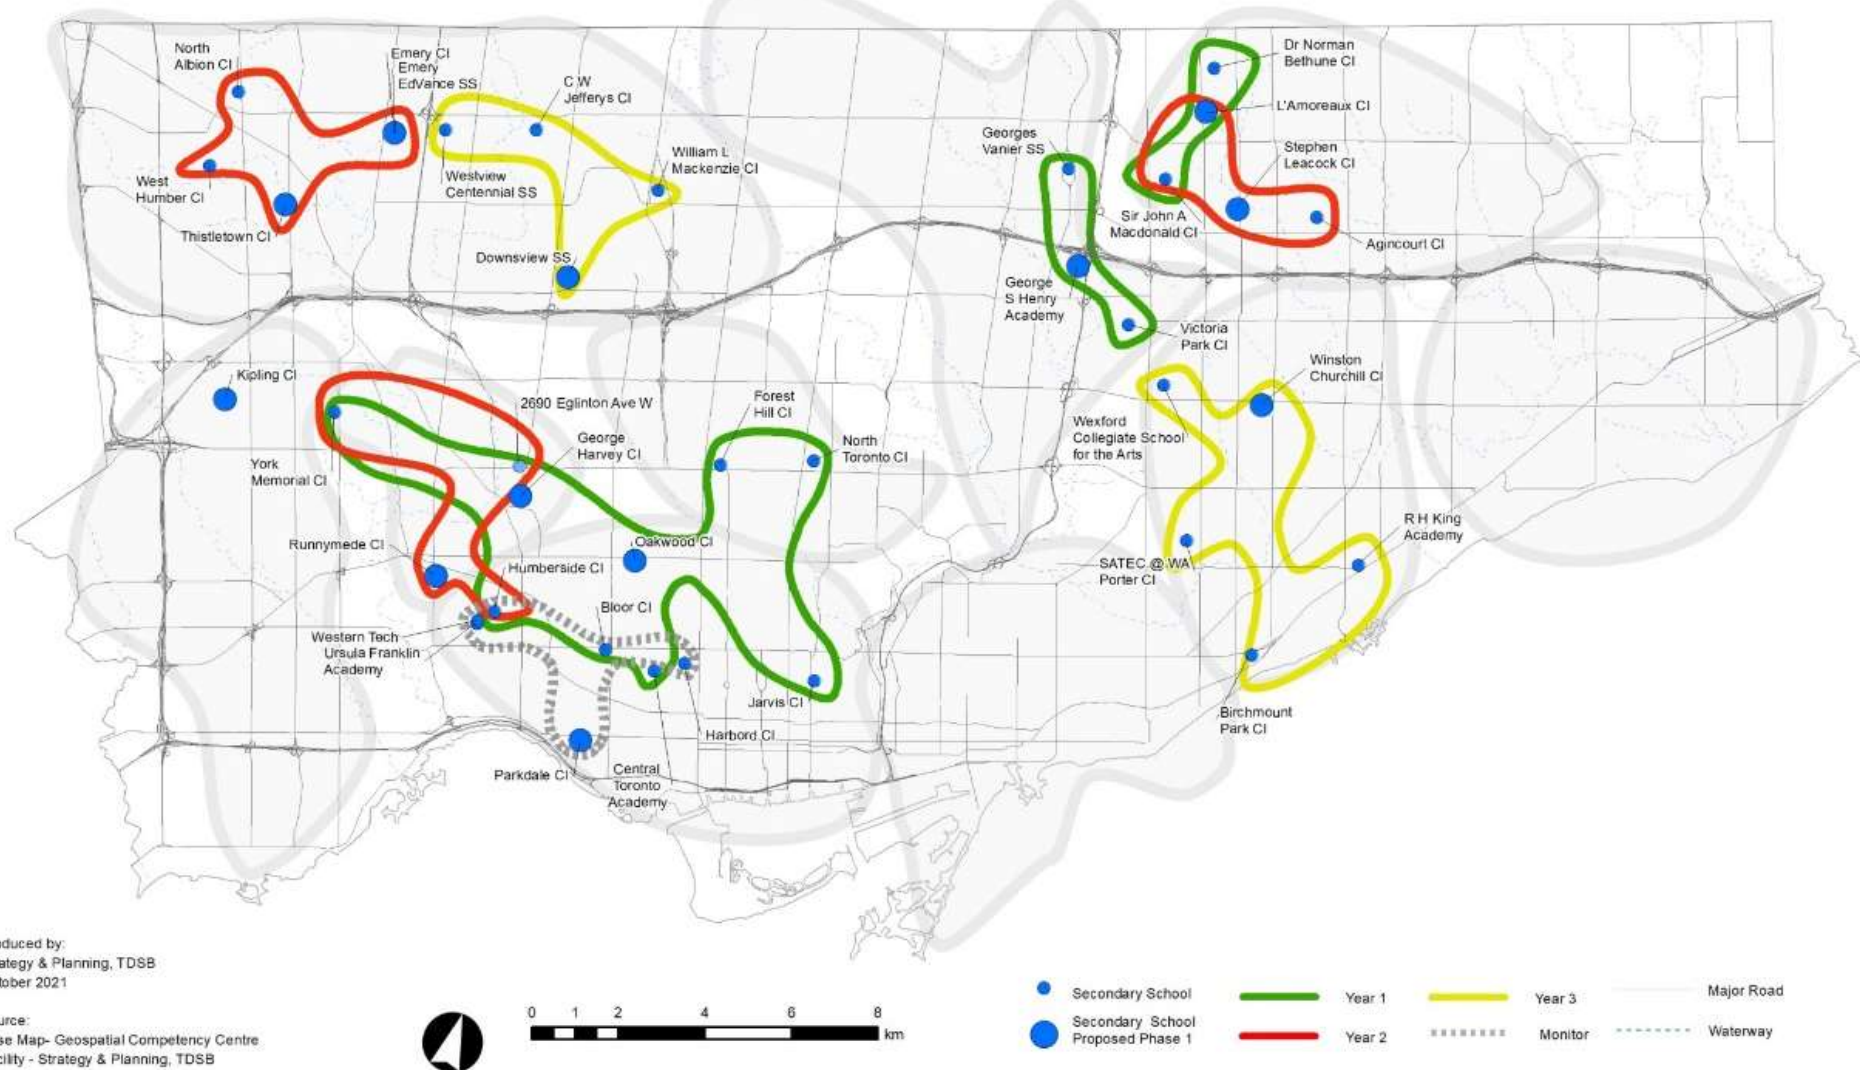 North
Albion CI
Emery CI
Emery
EdVance SS
C W
Jefferys CI
Dr Norman
Bethune CI
L'Amoreaux CI
Georges
Vanier SS
Stephen
Leacock CI
William L
Mackenzie CI
West
Humber CI
Westview
Centennial SS
Thistletown CI
Sir John A
Macdonald CI
Agincourt CI
Downsview SS
George
S Henry
Academy
Victoria
Park CI
Kipling CI
Winston
Churchill CI
2690 Eglinton Ave W
Forest
Hill CI
George
Harvey CI
North
Toronto CI
Wexford
Collegiate School
for the Arts
York
Memorial CI
R H King
Academy
Runnymede CI
Oakwood CI
Humberside CI
SATEC @ WA
Porter CI
Bloor CI
Western Tech
Ursula Franklin
Academy
Jarvis CI
Harbord CI
Birchmount
Park CI
Parkdale CI
Central
Toronto
Academy
duced by:
ategy & Planning, TDSB
tober 2021
urce:
se Map- Geospatial Competency Centre
cility - Strategy & Planning, TDSB
0 1 2 4 6 8
km
Secondary School
Secondary School
Proposed Phase 1
Year 1
Year 2
Year 3
Monitor
Major Road
Waterway